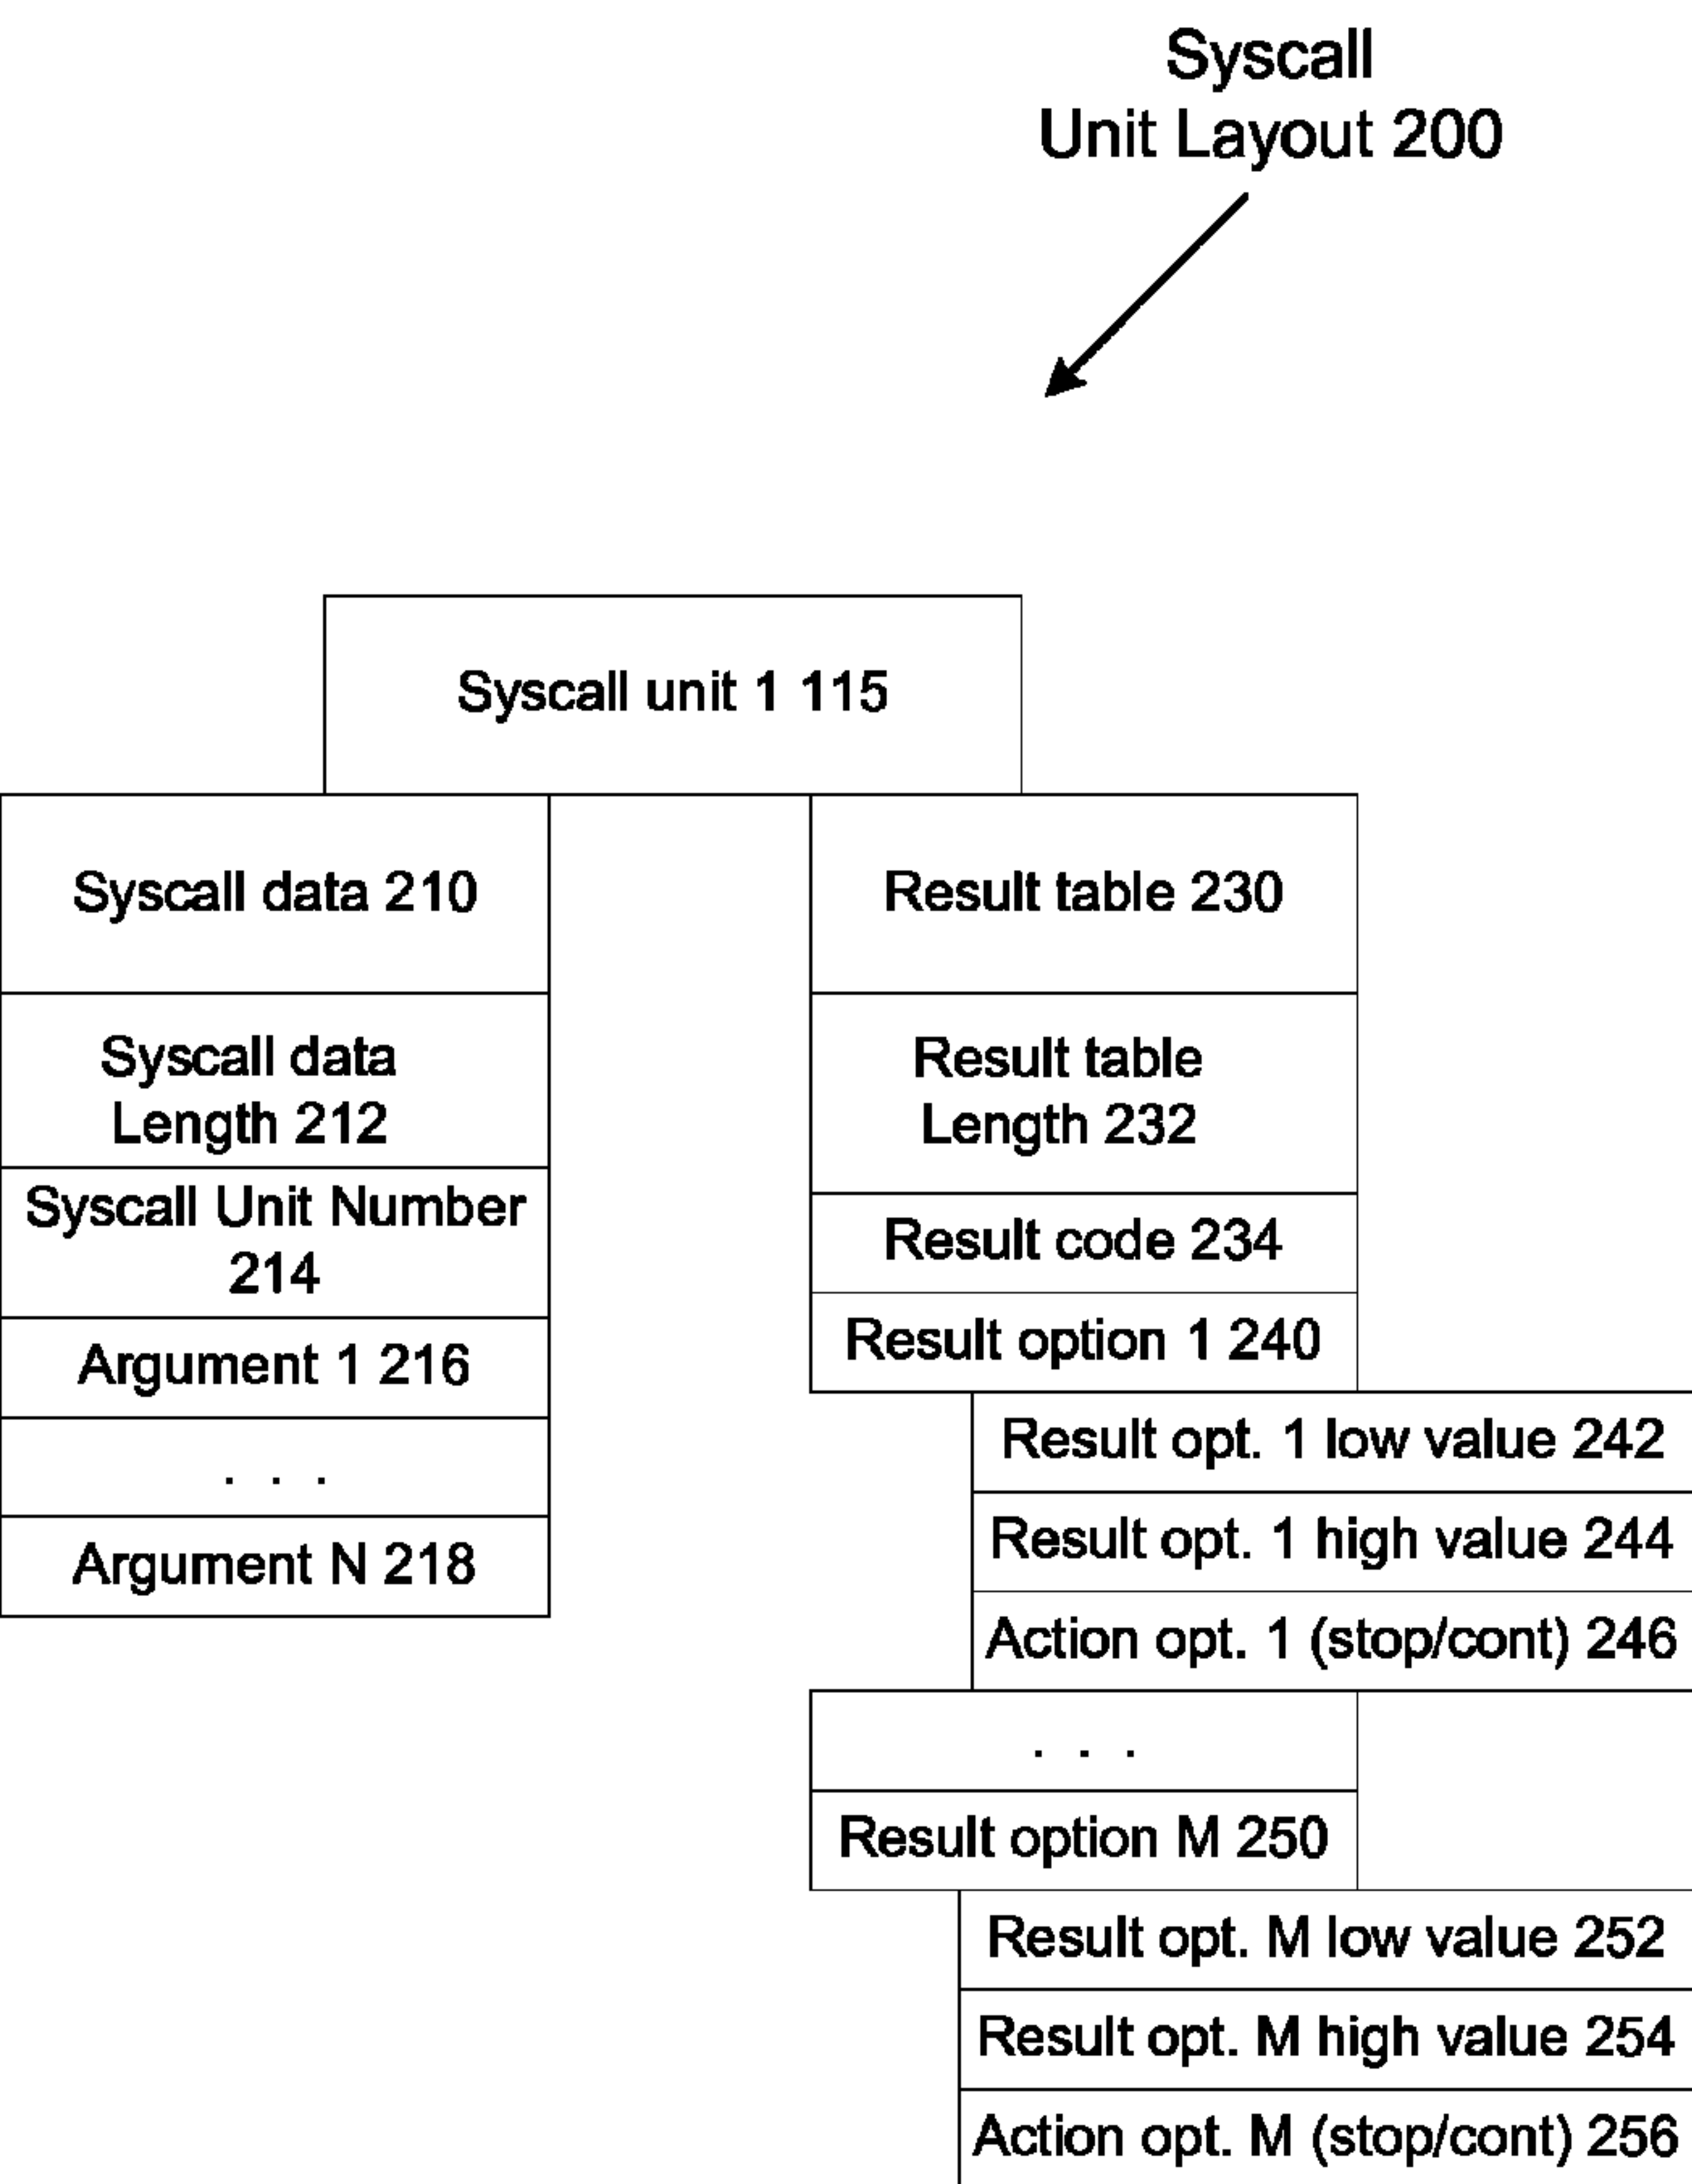 Syscall
Unit Layout 200
Syscall unit 1 115
Syscall data 210
Syscall data
Length 212
Syscall Unit Number
214
Argument 1 216
. . .
Argument N 218
Result table 230
Result table
Length 232
Result code 234
Result option 1 240
Result opt. 1 low value 242
Result opt. 1 high value 244
Action opt. 1 (stop/cont) 246
. . .
Result option M 250
Result opt. M low value 252
Result opt. M high value 254
Action opt. M (stop/cont) 256